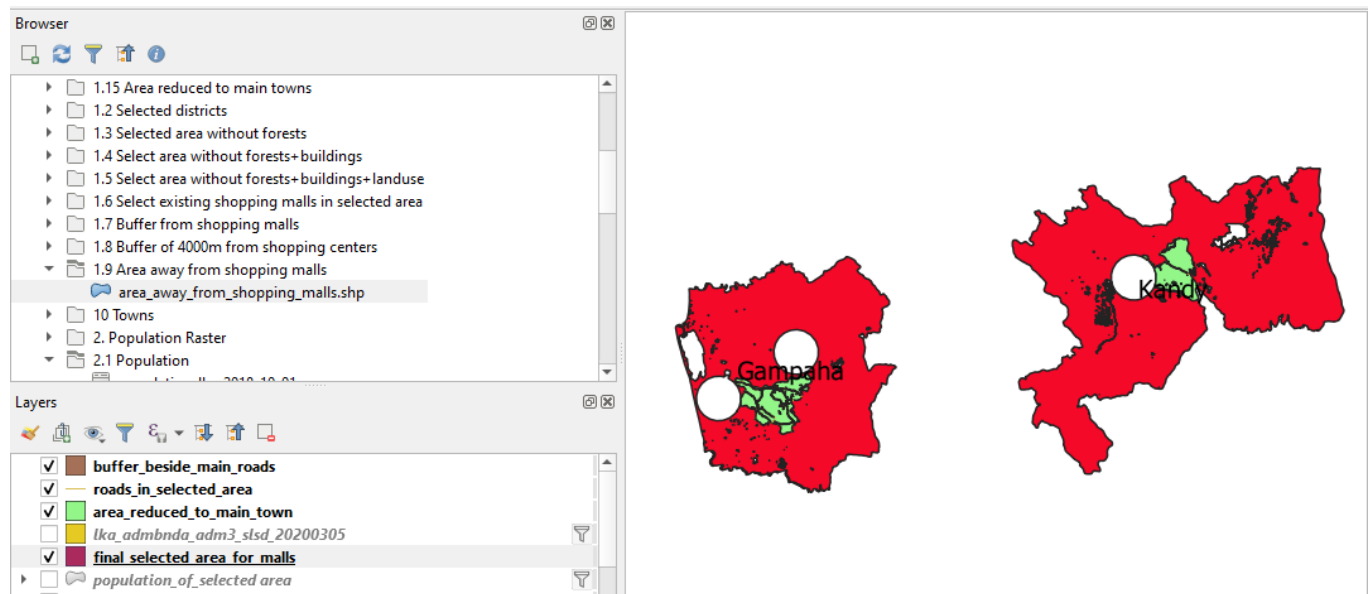 Browser
1.15 Area reduced to main towns
1.2 Selected districts
1.3 Selected area without forests
1.4 Select area without forests+buildings
1.5 Select area without forests+buildings+landuse
1.6 Select existing shopping malls in selected area
1.7 Buffer from shopping malls
1.8 Buffer of 4000m from shopping centers
1.9 Area away from shopping malls
area_away_from_shopping_malls.shp
10 Towns
2. Population Raster
2.1 Population
Layers
buffer_beside_main_roads
roads_in_selected_area
area_reduced_to_main_town
lka_admbnda_adm3_slsd_20200305
final_selected_area_for_malls
population_of_selected area
Gampaha
Kandy